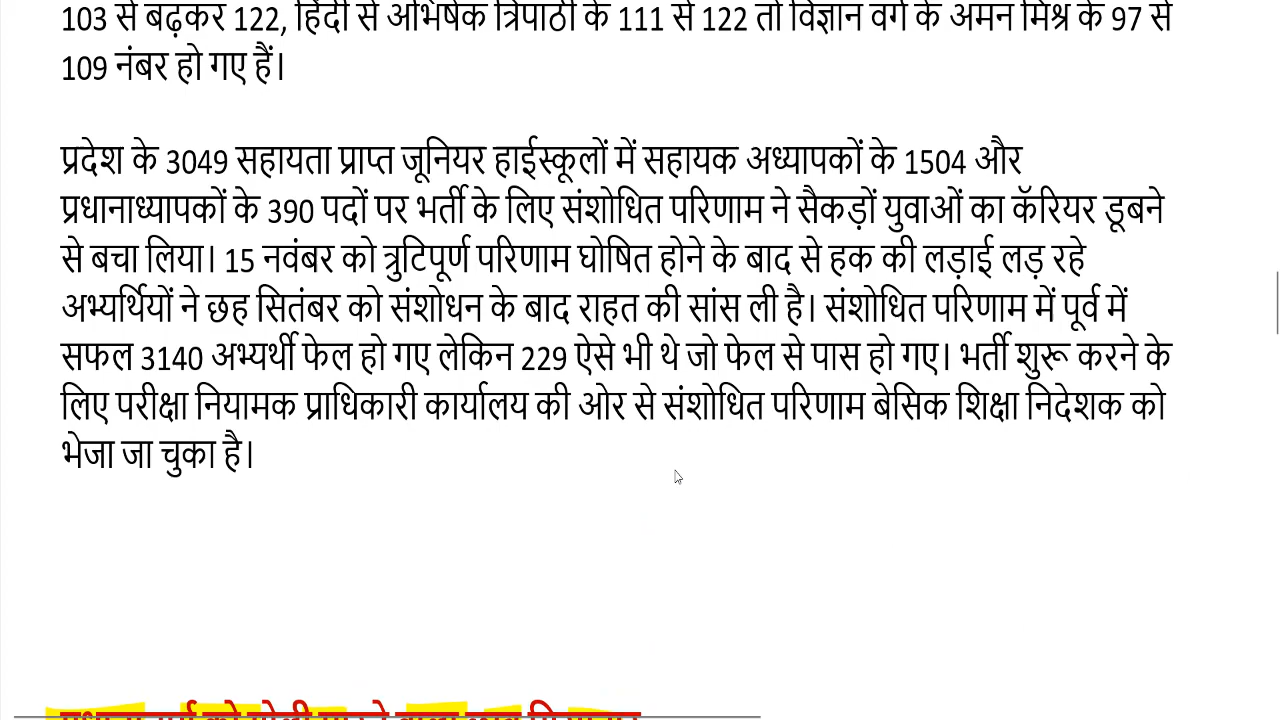 103 से बढ़कर 122, हिंदी से अभिषेक त्रिपाठी के 111 से 122 तो विज्ञान वर्ग के अमन मिश्र के 97 से
109 नंबर हो गए हैं।
प्रदेश के 3049 सहायता प्राप्त जूनियर हाईस्कूलों में सहायक अध्यापकों के 1504 और
प्रधानाध्यापकों के 390 पदों पर भर्ती के लिए संशोधित परिणाम ने सैकड़ों युवाओं का कॅरियर डूबने
से बचा लिया। 15 नवंबर को त्रुटिपूर्ण परिणाम घोषित होने के बाद से हक की लड़ाई लड़ रहे
अभ्यर्थियों ने छह सितंबर को संशोधन के बाद राहत की सांस ली है। संशोधित परिणाम में पूर्व में
सफल 3140 अभ्यर्थी फेल हो गए लेकिन 229 ऐसे भी थे जो फेल से पास हो गए। भर्ती शुरू करने के
लिए परीक्षा नियामक प्राधिकारी कार्यालय की ओर से संशोधित परिणाम बेसिक शिक्षा निदेशक को
भेजा जा चुका है।